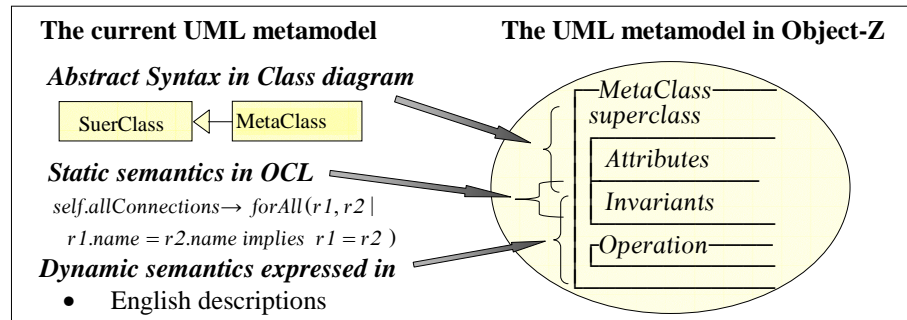 The current UML metamodel
The UML metamodel in Object-Z
Abstract Syntax in Class diagram
SuerClass
MetaClass
Static semantics in OCL
self.allConnections→ forAll(r1, r2 |
r1.name = r2.name implies r1 = r2 )
Dynamic semantics expressed in
• English descriptions
MetaClass
superclass
Attributes
Invariants
Operation